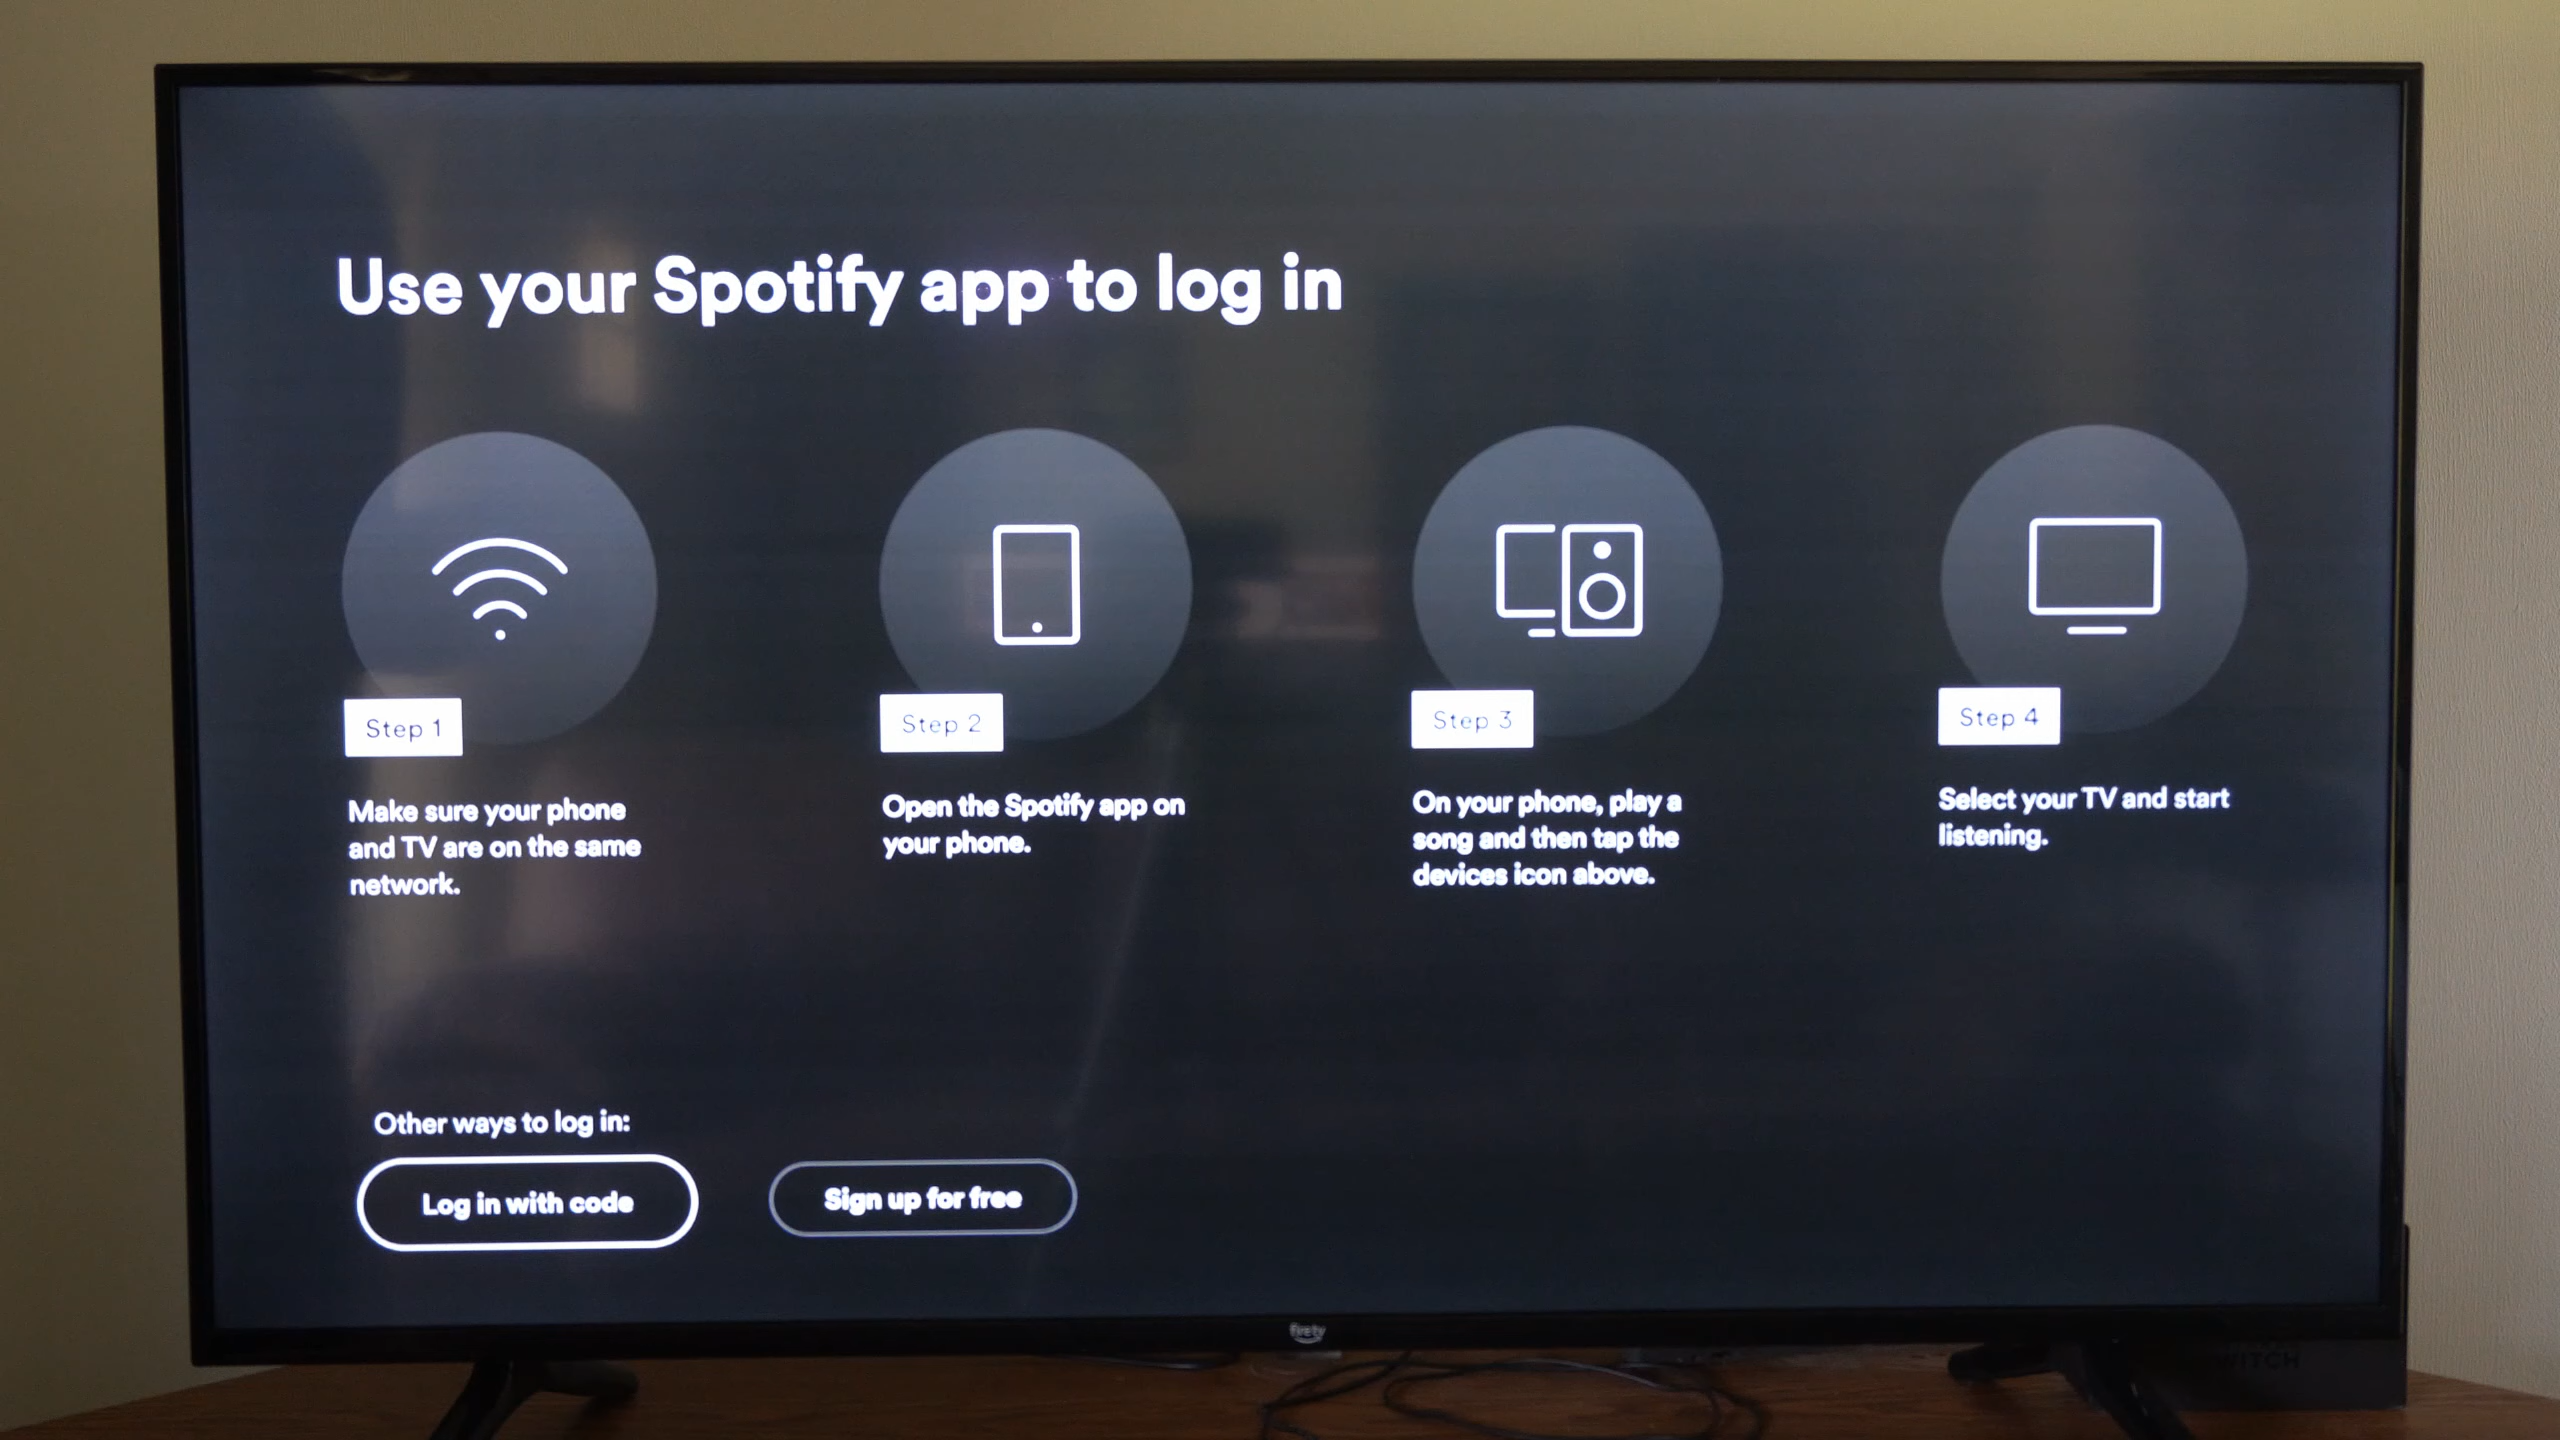 Use your Spotify app to log in
Step 1
Make sure your phone
and TV are on the same
network.
Step 2
Open the Spotify app on
your phone.
Step 3
On your phone, play a
song and then tap the
devices icon above.
Step 4
Select your TV and start
listening.
Other ways to log in:
Log in with code
Sign up for free
firetv